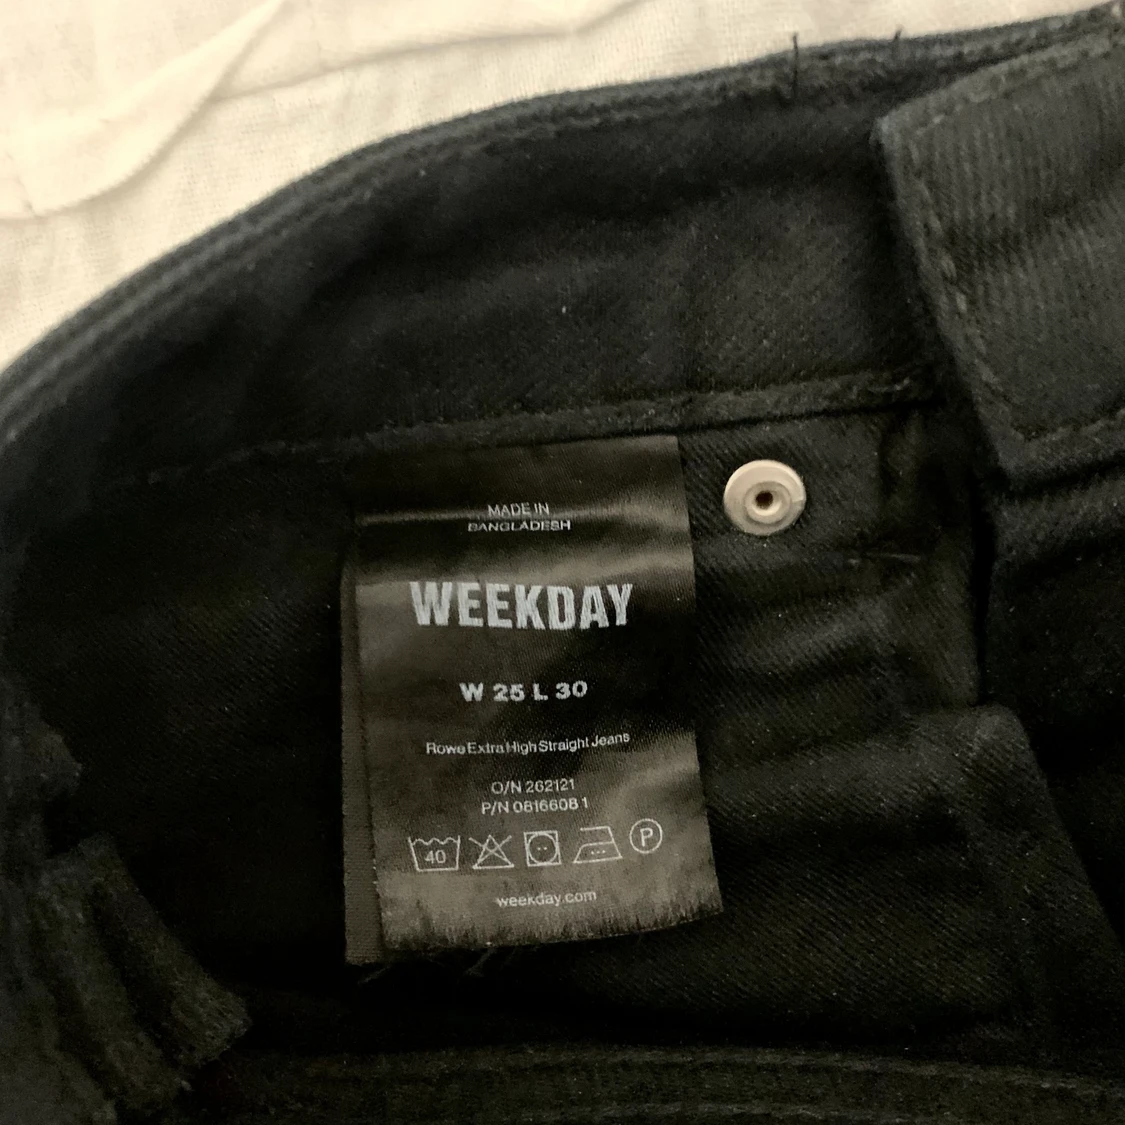 MADE IN
BANGLADESH
WEEKDAY
W 25 L 30
Rowe Extra High Straight Jeans
O/N 262121
P/N 0816608 1
40 P
weekday.com